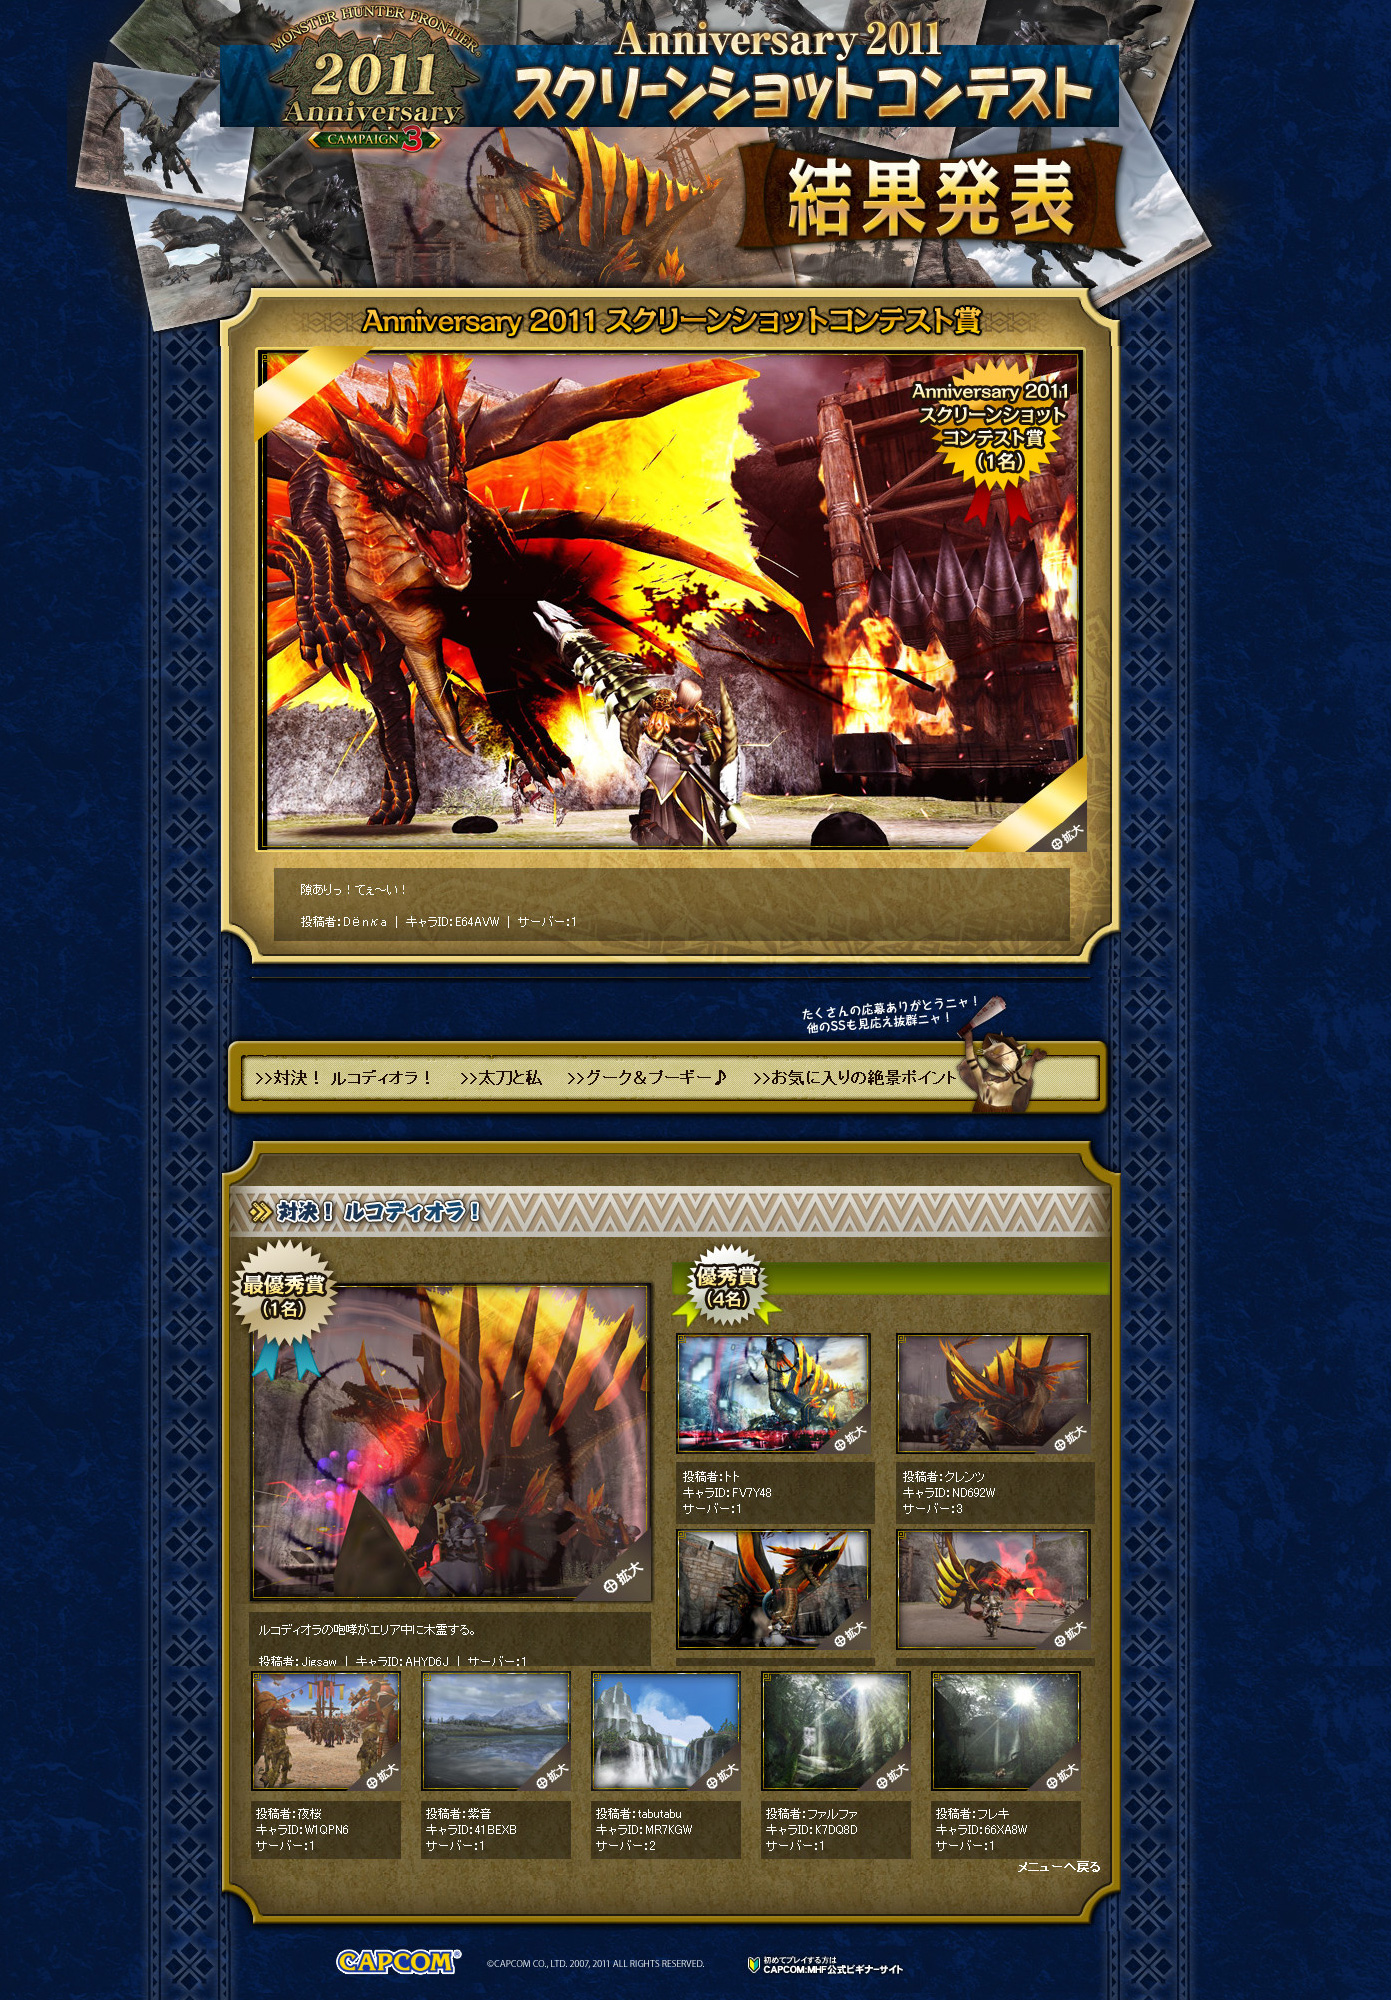 MONSTER HUNTER FRONTIER
2011
Anniversary
CAMPAIGN 3
Anniversary 2011
スクリーンショットコンテスト
結果発表
Anniversary 2011 スクリーンショットコンテスト賞
Anniversary 2011
スクリーンショット
コンテスト賞
(1名)
拡大
隙ありっ！てぇ～い！
投稿者:Dёnκa | キャラID:E64AVW | サーバー:1
たくさんの応募ありがとうニャ！
他のSSも見応え抜群ニャ！
>>対決！ ルコディオラ！ >>太刀と私 >>グーク＆プーギー♪ >>お気に入りの絶景ポイント
対決！ ルコディオラ！
最優秀賞
(1名)
拡大
ルコディオラの咆哮がエリア中に木霊する。
投稿者:Jigsaw | キャラID:AHYD6J | サーバー:1
優秀賞
(4名)
拡大
拡大
投稿者:トト
キャラID:FV7Y48
サーバー:1
投稿者:クレンツ
キャラID:ND692W
サーバー:3
拡大
拡大
拡大
拡大
拡大
拡大
拡大
投稿者:夜桜
キャラID:W1QPN6
サーバー:1
投稿者:紫音
キャラID:41BEXB
サーバー:1
投稿者:tabutabu
キャラID:MR7KGW
サーバー:2
投稿者:ファルファ
キャラID:K7DQ8D
サーバー:1
投稿者:フレキ
キャラID:66XA8W
サーバー:1
メニューへ戻る
CAPCOM
©CAPCOM CO., LTD. 2007, 2011 ALL RIGHTS RESERVED.
初めてプレイする方は
CAPCOM:MHF公式ビギナーサイト